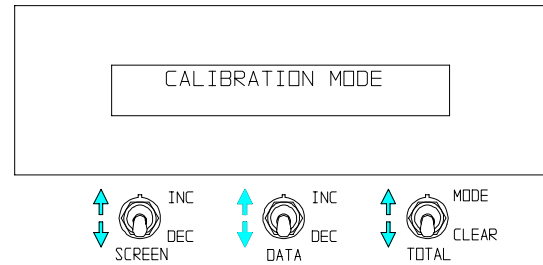 CALIBRATION MODE
INC INC MODE
DEC DEC CLEAR
SCREEN DATA TOTAL